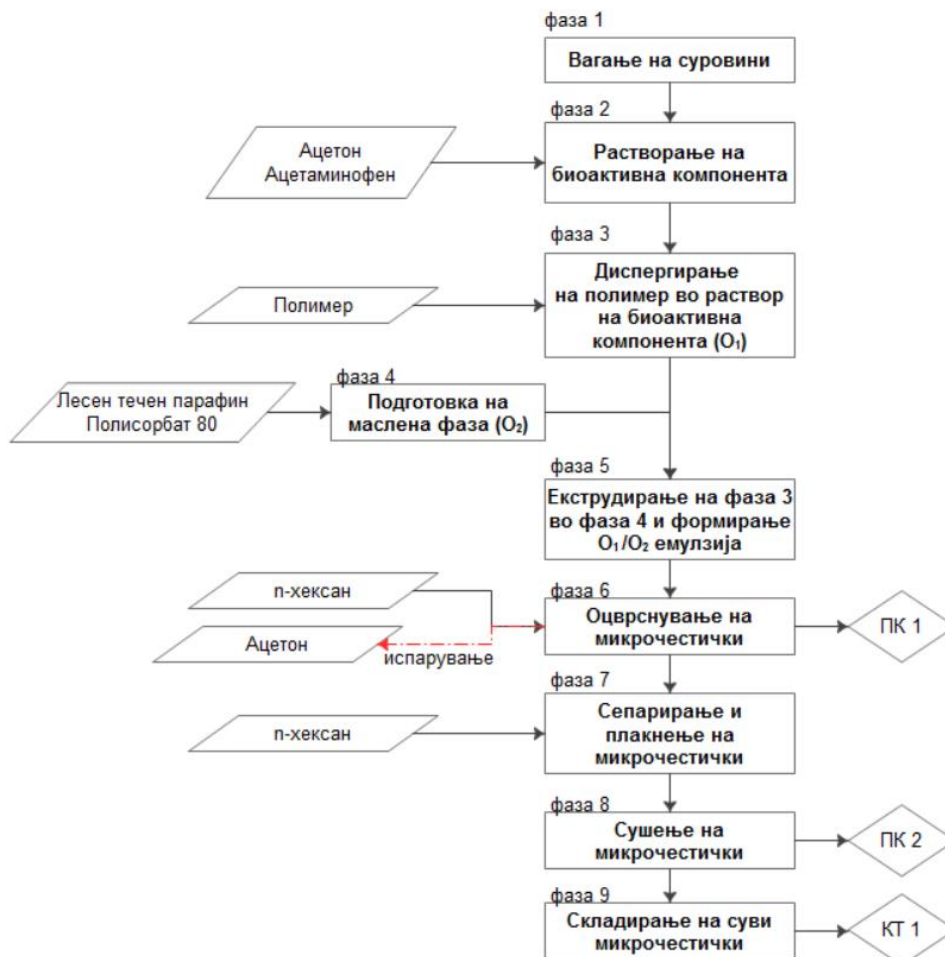 фаза 1
Вагање на суровини
фаза 2
Ацетон
Ацетаминофен
Растворање на
биоактивна компонента
фаза 3
Полимер
Диспергирање
на полимер во раствор
на биоактивна
компонента (O₁)
фаза 4
Лесен течен парафин
Полисорбат 80
Подготовка на
маслена фаза (O₂)
фаза 5
Екструдирање на фаза 3
во фаза 4 и формирање
O₁/O₂ емулзија
фаза 6
n-хексан
Ацетон
испарување
Оцврснување на
микрочестички
ПК 1
фаза 7
n-хексан
Сепарирање и
плакнење на
микрочестички
фаза 8
Сушење на
микрочестички
ПК 2
фаза 9
Складирање на суви
микрочестички
КТ 1